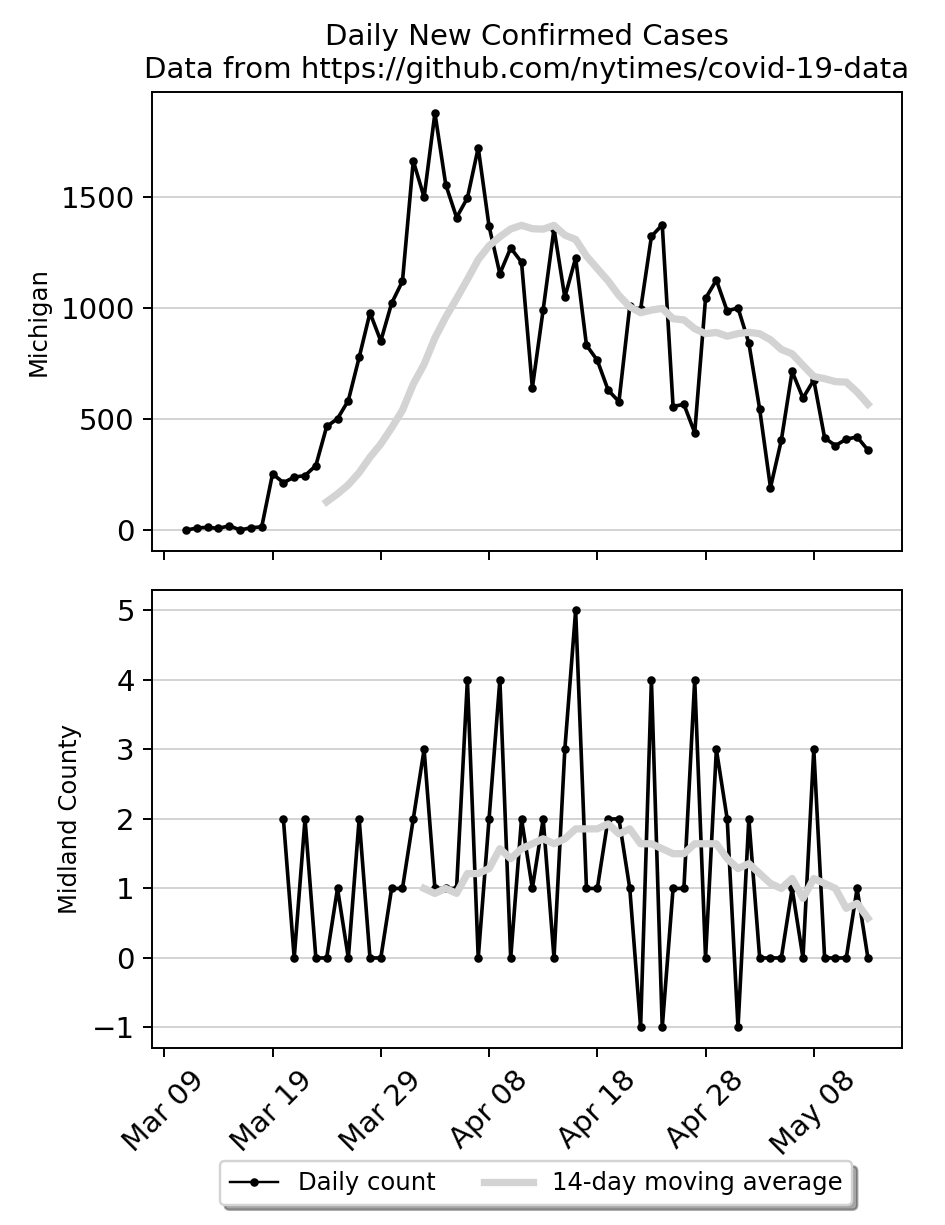 Daily New Confirmed Cases
Data from https://github.com/nytimes/covid-19-data
Michigan
1500
1000
500
0
Midland County
5
4
3
2
1
0
−1
Mar 09
Mar 19
Mar 29
Apr 08
Apr 18
Apr 28
May 08
Daily count
14-day moving average